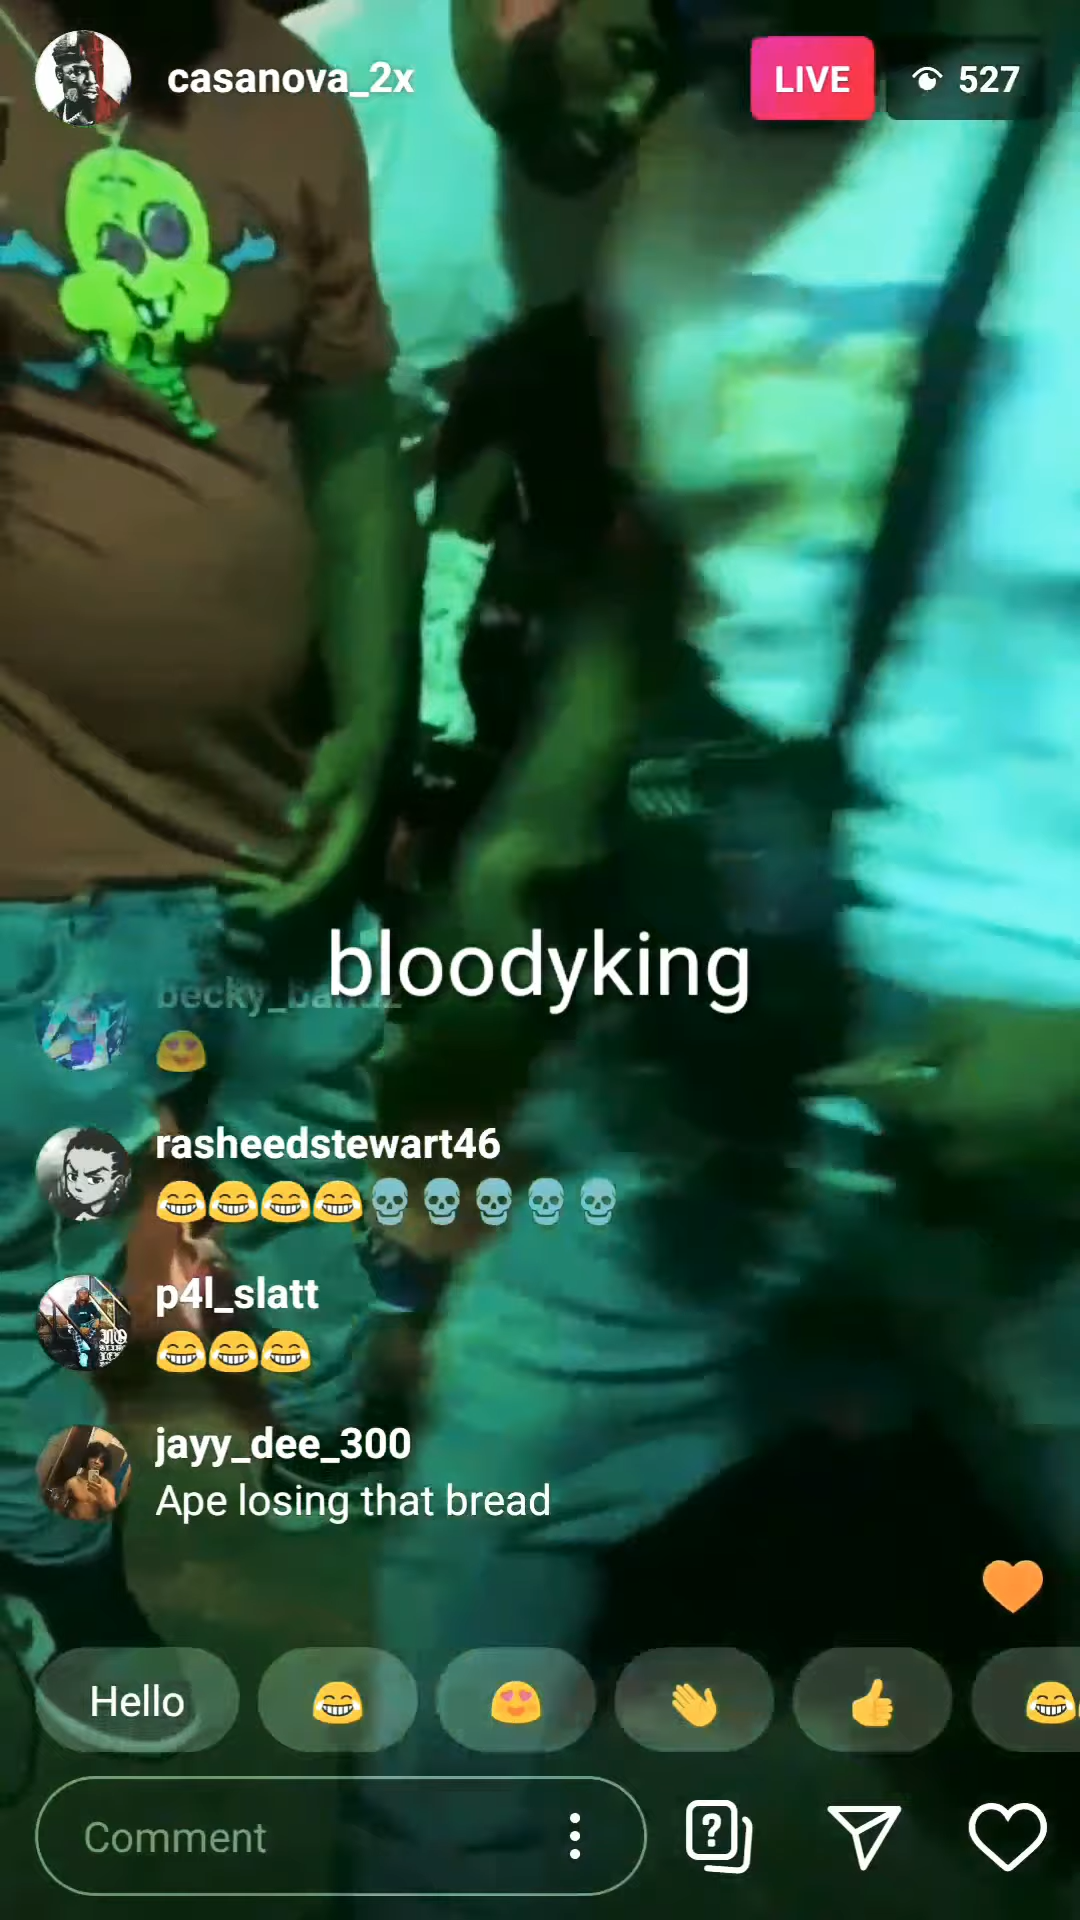 casanova_2x
LIVE
527
bloodyking
rasheedstewart46
😂😂😂😂💀💀💀💀💀
p4l_slatt
😂😂😂
jayy_dee_300
Ape losing that bread
Hello
Comment